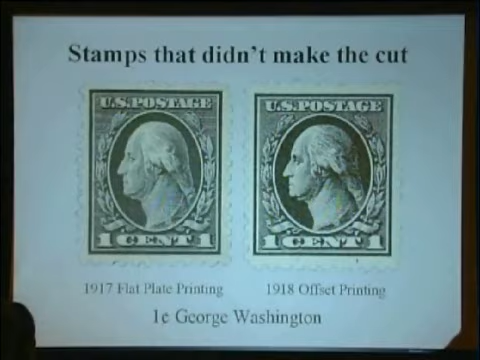 Stamps that didn't make the cut
U.S.POSTAGE
1 CENT 1
U.S.POSTAGE
1 CENT 1
1917 Flat Plate Printing
1918 Offset Printing
1¢ George Washington